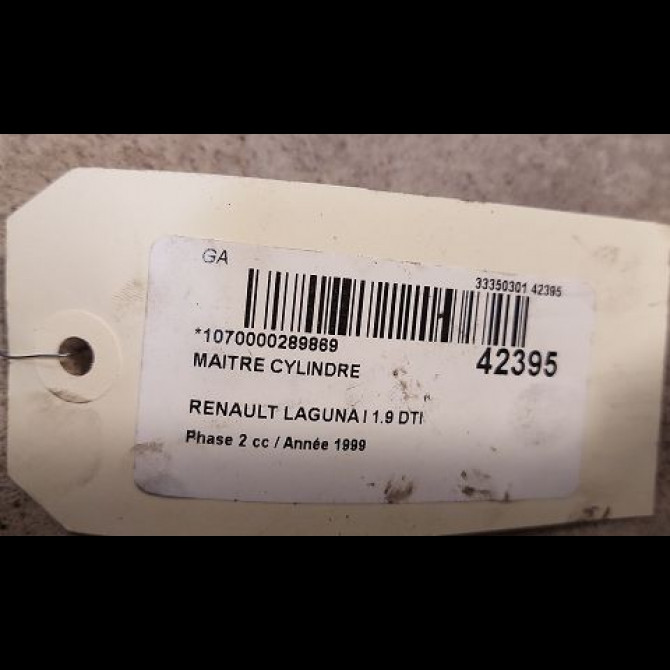 GA
33350301 42395
*1070000289869
42395
MAITRE CYLINDRE
RENAULT LAGUNA I 1.9 DTI
Phase 2 cc / Année 1999